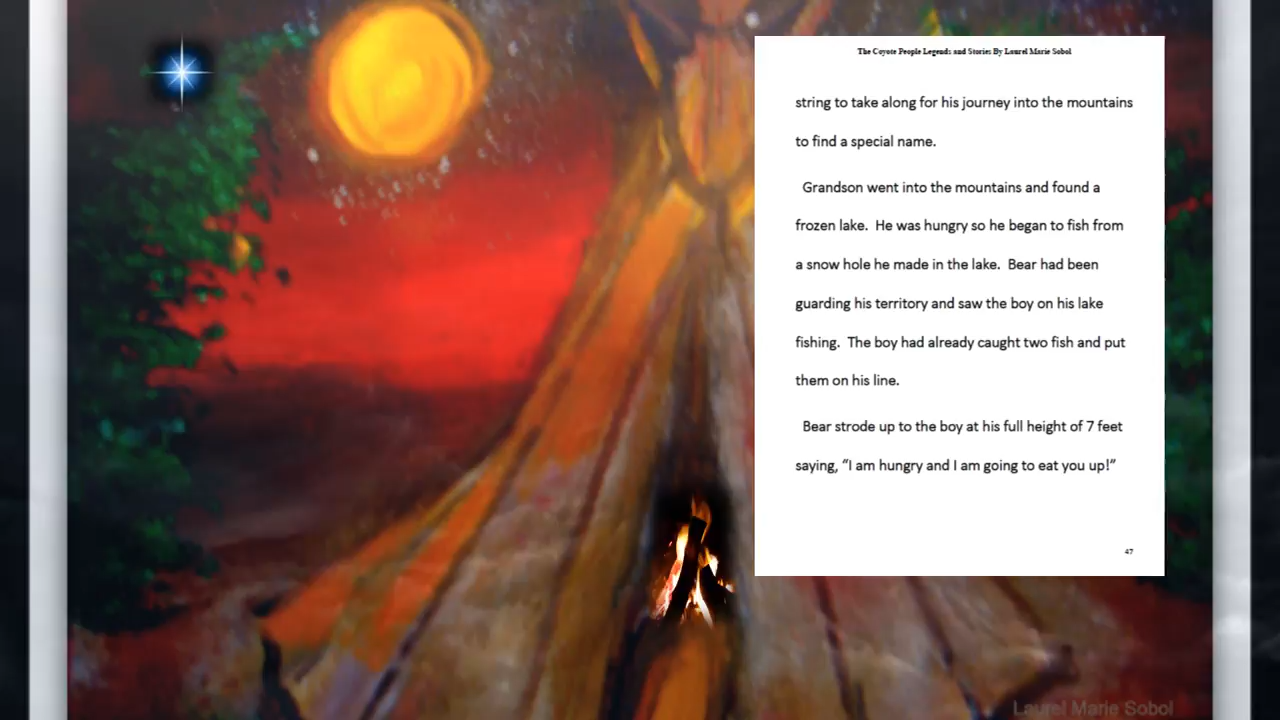 The Coyote People Legends and Stories By Laurel Marie Sobol
string to take along for his journey into the mountains
to find a special name.
Grandson went into the mountains and found a
frozen lake.  He was hungry so he began to fish from
a snow hole he made in the lake.  Bear had been
guarding his territory and saw the boy on his lake
fishing.  The boy had already caught two fish and put
them on his line.
Bear strode up to the boy at his full height of 7 feet
saying, “I am hungry and I am going to eat you up!”
47
Laurel Marie Sobol